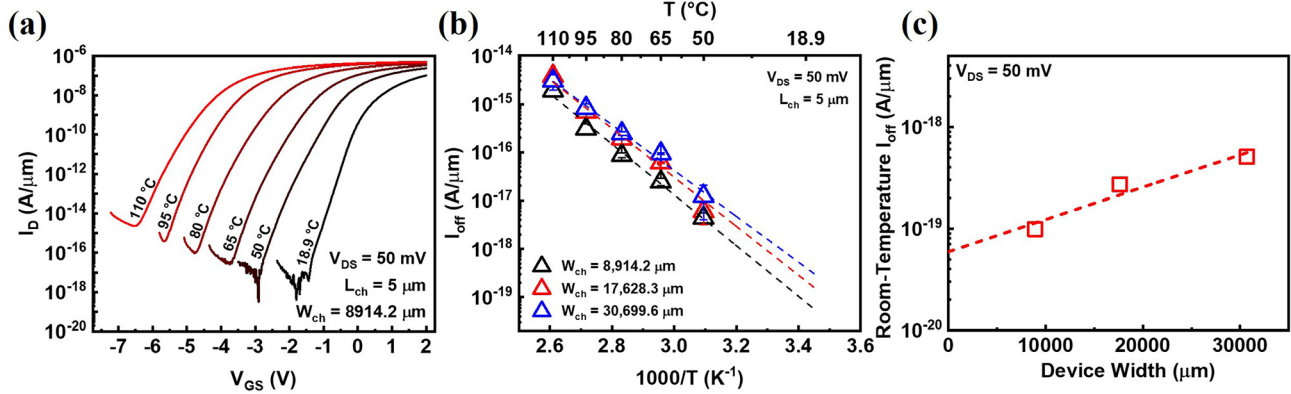 (a)
10⁻⁶
10⁻⁸
10⁻¹⁰
10⁻¹²
10⁻¹⁴
10⁻¹⁶
10⁻¹⁸
10⁻²⁰
I_D (A/μm)
110 °C
95 °C
80 °C
65 °C
50 °C
18.9 °C
V_DS = 50 mV
L_ch = 5 μm
W_ch = 8914.2 μm
-7 -6 -5 -4 -3 -2 -1 0 1 2
V_GS (V)
(b)
T (°C)
110 95 80 65 50 18.9
10⁻¹⁴
10⁻¹⁵
10⁻¹⁶
10⁻¹⁷
10⁻¹⁸
10⁻¹⁹
I_off (A/μm)
V_DS = 50 mV
L_ch = 5 μm
W_ch = 8,914.2 μm
W_ch = 17,628.3 μm
W_ch = 30,699.6 μm
2.6 2.8 3.0 3.2 3.4 3.6
1000/T (K⁻¹)
(c)
Room-Temperature I_off (A/μm)
10⁻¹⁸
10⁻¹⁹
10⁻²⁰
V_DS = 50 mV
0 10000 20000 30000
Device Width (μm)